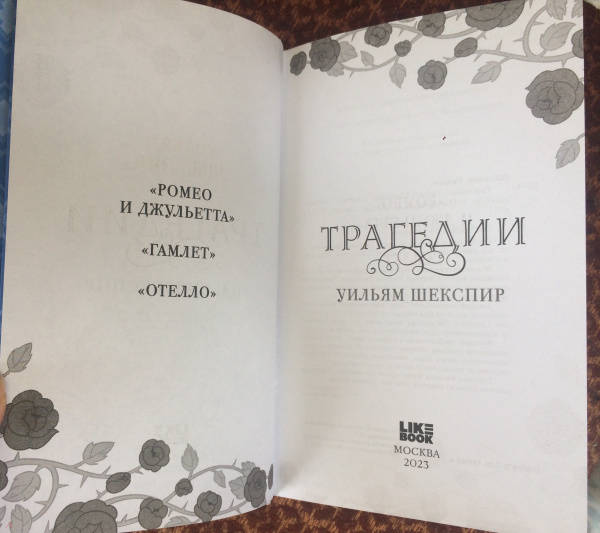 «РОМЕО
И ДЖУЛЬЕТТА»
«ГАМЛЕТ»
«ОТЕЛЛО»
ТРАГЕДИИ
УИЛЬЯМ ШЕКСПИР
LIKE
BOOK
МОСКВА
2023